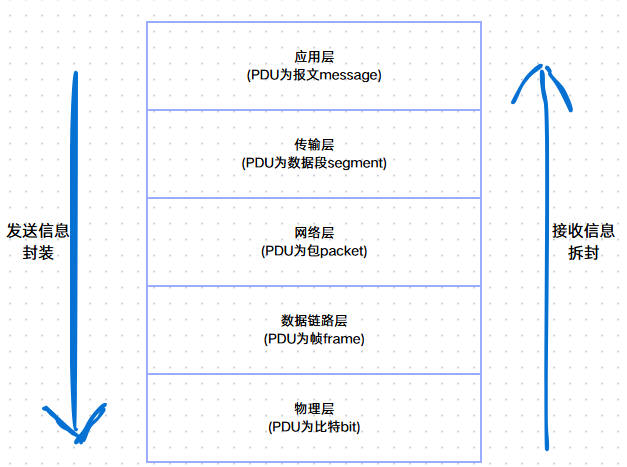 应用层
(PDU为报文message)
传输层
(PDU为数据段segment)
发送信息
封装
网络层
(PDU为包packet)
接收信息
拆封
数据链路层
(PDU为帧frame)
物理层
(PDU为比特bit)